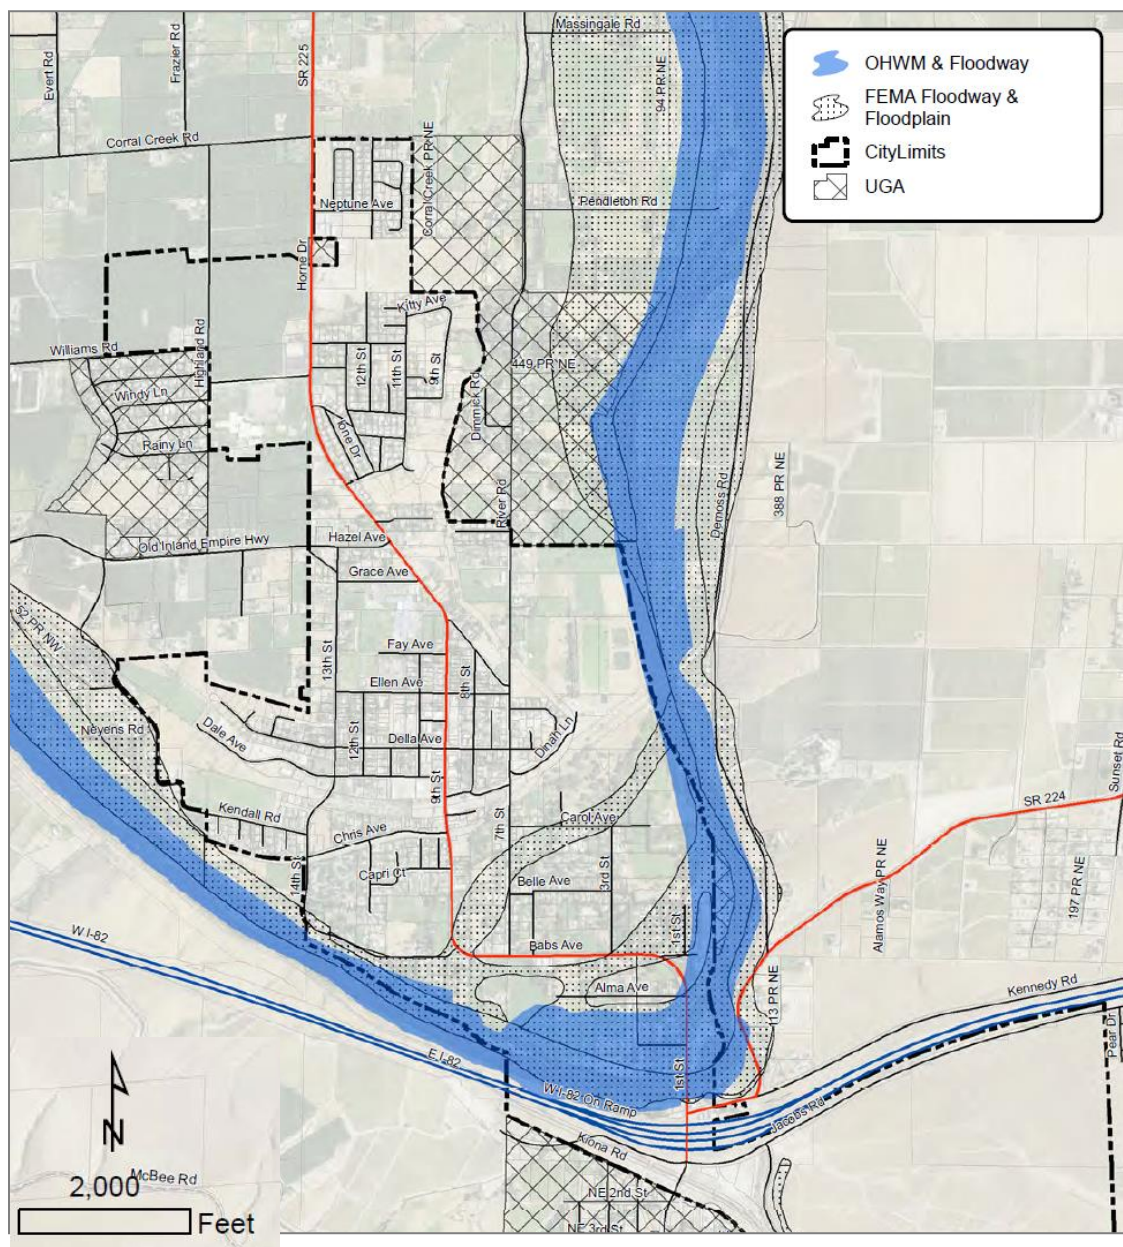 Massingale Rd
Evert Rd
Frazier Rd
SR 225
94 PR NE
OHWM & Floodway
FEMA Floodway &
Floodplain
CityLimits
UGA
Corral Creek Rd
Corral Creek PR NE
Neptune Ave
Pendleton Rd
Horne Dr
Kitty Ave
Williams Rd
Highland Rd
12th St
11th St
9th St
449 PR NE
Windy Ln
Dimmick Rd
Ione Dr
Rainy Ln
River Rd
Demoss Rd
388 PR NE
Old Inland Empire Hwy
Hazel Ave
Grace Ave
52 PR NW
Fay Ave
13th St
Ellen Ave
8th St
Neyens Rd
Dale Ave
12th St
Della Ave
Dinah Ln
Sunset Rd
9th St
SR 224
Kendall Rd
Chris Ave
7th St
Carol Ave
14th St
Capri Ct
Belle Ave
3rd St
Alamos Way PR NE
197 PR NE
W I-82
1st St
Babs Ave
Alma Ave
13 PR NE
Kennedy Rd
E I-82
Pear Dr
W I-82 On Ramp
1st St
Jacobs Rd
Kiona Rd
N
McBee Rd
2,000
Feet
NE 2nd St
NE 3rd St